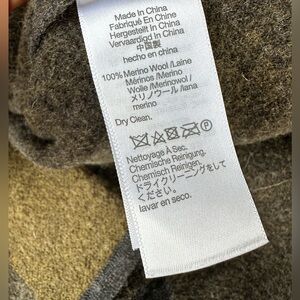 Made In China
Fabriqué En Chine
Hergestellt In China
Vervaardigd In China
中国製
hecho en china
100% Merino Wool /Laine
Mérinos /Merino
Wolle /Merinowol /
メリノウール /lana
merino
Dry Clean.
P
Nettoyage À Sec.
Chemische Reinigung.
Chemisch Reinigen.
ドライクリーニングをして
ください。
lavar en seco.